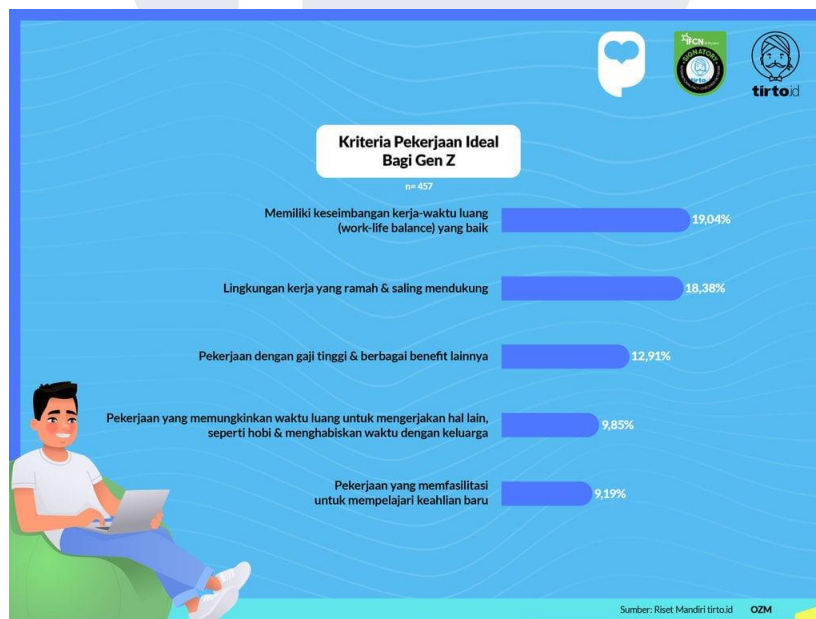 IFCN
SIGNATORY
tirto.id
Kriteria Pekerjaan Ideal
Bagi Gen Z
n= 457
Memiliki keseimbangan kerja-waktu luang
(work-life balance) yang baik
19,04%
Lingkungan kerja yang ramah & saling mendukung
18,38%
Pekerjaan dengan gaji tinggi & berbagai benefit lainnya
12,91%
Pekerjaan yang memungkinkan waktu luang untuk mengerjakan hal lain,
seperti hobi & menghabiskan waktu dengan keluarga
9,85%
Pekerjaan yang memfasilitasi
untuk mempelajari keahlian baru
9,19%
Sumber: Riset Mandiri tirto.id OZM